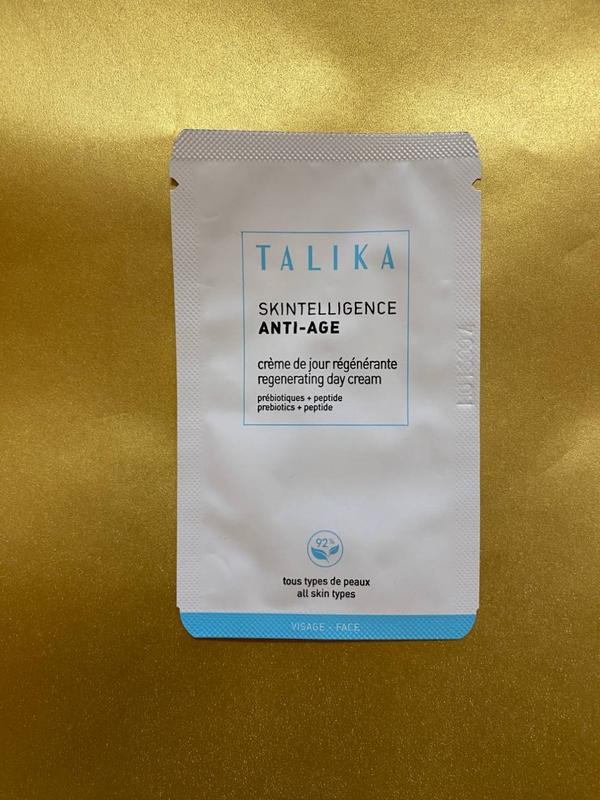 TALIKA
SKINTELLIGENCE
ANTI-AGE
crème de jour régénérante
regenerating day cream
prébiotiques + peptide
prebiotics + peptide
92%
tous types de peaux
all skin types
VISAGE - FACE